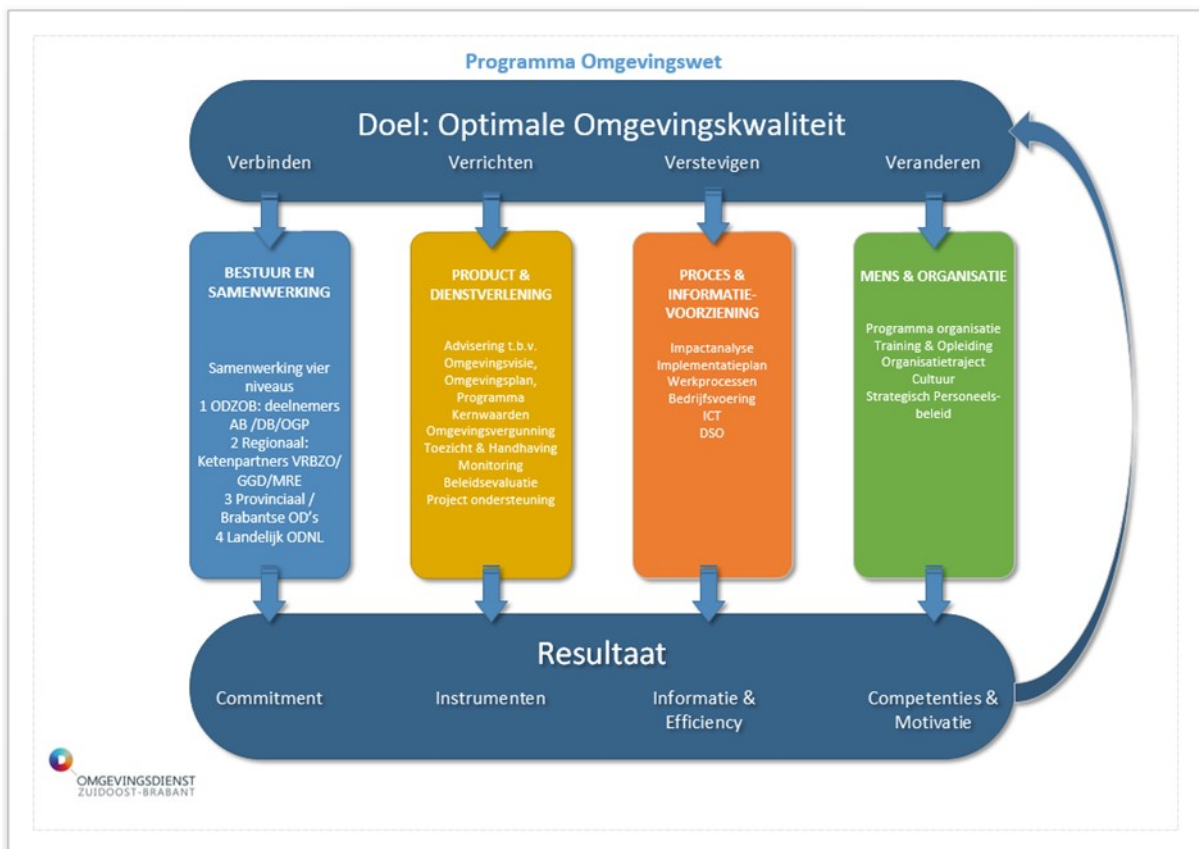 Programma Omgevingswet
Doel: Optimale Omgevingskwaliteit
Verbinden
Verrichten
Verstevigen
Veranderen
BESTUUR EN
SAMENWERKING
Samenwerking vier
niveaus
1 ODZOB: deelnemers
AB /DB/OGP
2 Regionaal:
Ketenpartners VRBZO/
GGD/MRE
3 Provinciaal /
Brabantse OD's
4 Landelijk ODNL
PRODUCT &
DIENSTVERLENING
Advisering t.b.v.
Omgevingsvisie,
Omgevingsplan,
Programma
Kernwaarden
Omgevingsvergunning
Toezicht & Handhaving
Monitoring
Beleidsevaluatie
Project ondersteuning
PROCES &
INFORMATIE-
VOORZIENING
Impactanalyse
Implementatieplan
Werkprocessen
Bedrijfsvoering
ICT
DSO
MENS & ORGANISATIE
Programma organisatie
Training & Opleiding
Organisatietraject
Cultuur
Strategisch Personeels-
beleid
Resultaat
Commitment
Instrumenten
Informatie &
Efficiency
Competenties &
Motivatie
OMGEVINGSDIENST
ZUIDOOST-BRABANT